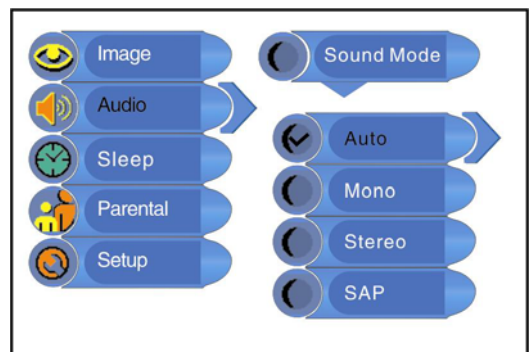 Image
Audio
Sleep
Parental
Setup
Sound Mode
Auto
Mono
Stereo
SAP